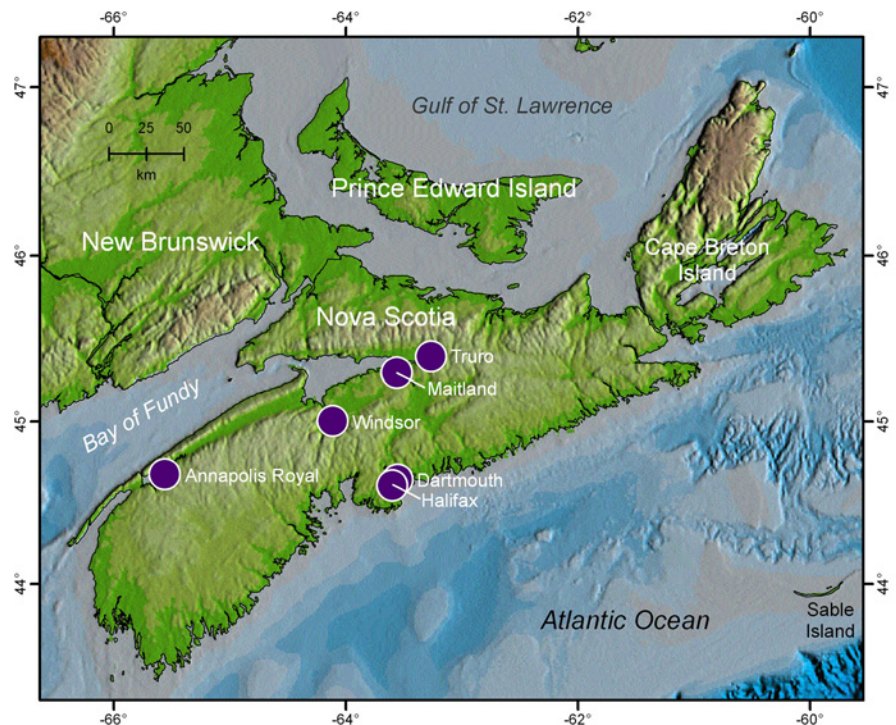 -66°
-64°
-62°
-60°
47°
47°
Gulf of St. Lawrence
0 25 50
km
Prince Edward Island
New Brunswick
Cape Breton
Island
46°
46°
Nova Scotia
Truro
Maitland
Bay of Fundy
Windsor
45°
45°
Annapolis Royal
Dartmouth
Halifax
44°
44°
Atlantic Ocean
Sable
Island
-66°
-64°
-62°
-60°